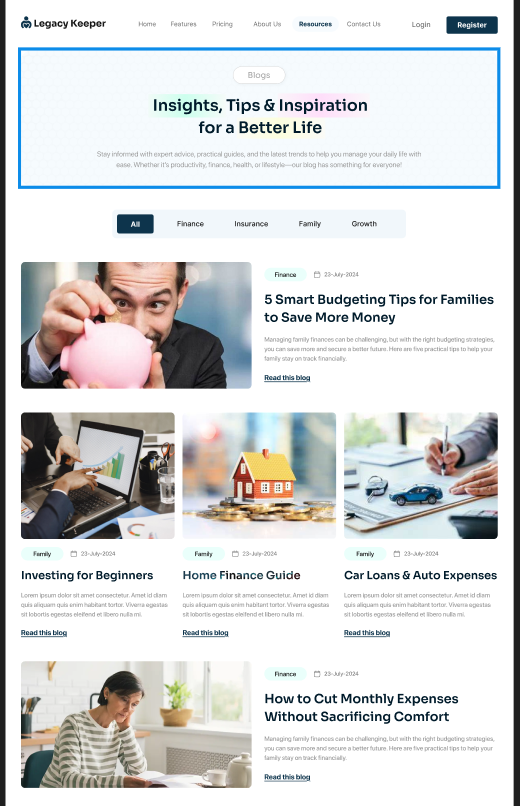 Legacy Keeper
Home Features Pricing About Us Resources Contact Us Login Register
Blogs
Insights, Tips & Inspiration
for a Better Life
Stay informed with expert advice, practical guides, and the latest trends to help you manage your daily life with
ease. Whether it's productivity, finance, health, or lifestyle—our blog has something for everyone!
All Finance Insurance Family Growth
Finance 23-July-2024
5 Smart Budgeting Tips for Families
to Save More Money
Managing family finances can be challenging, but with the right budgeting strategies,
you can save more and secure a better future. Here are five practical tips to help your
family stay on track financially.
Read this blog
Family 23-July-2024
Investing for Beginners
Lorem ipsum dolor sit amet consectetur. Amet id diam
quis aliquam quis enim habitant tortor. Viverra egestas
sit lobortis egestas eleifend et libero nulla mi.
Read this blog
Family 23-July-2024
Home Finance Guide
Lorem ipsum dolor sit amet consectetur. Amet id diam
quis aliquam quis enim habitant tortor. Viverra egestas
sit lobortis egestas eleifend et libero nulla mi.
Read this blog
Family 23-July-2024
Car Loans & Auto Expenses
Lorem ipsum dolor sit amet consectetur. Amet id diam
quis aliquam quis enim habitant tortor. Viverra egestas
sit lobortis egestas eleifend et libero nulla mi.
Read this blog
Finance 23-July-2024
How to Cut Monthly Expenses
Without Sacrificing Comfort
Managing family finances can be challenging, but with the right budgeting strategies,
you can save more and secure a better future. Here are five practical tips to help your
family stay on track financially.
Read this blog